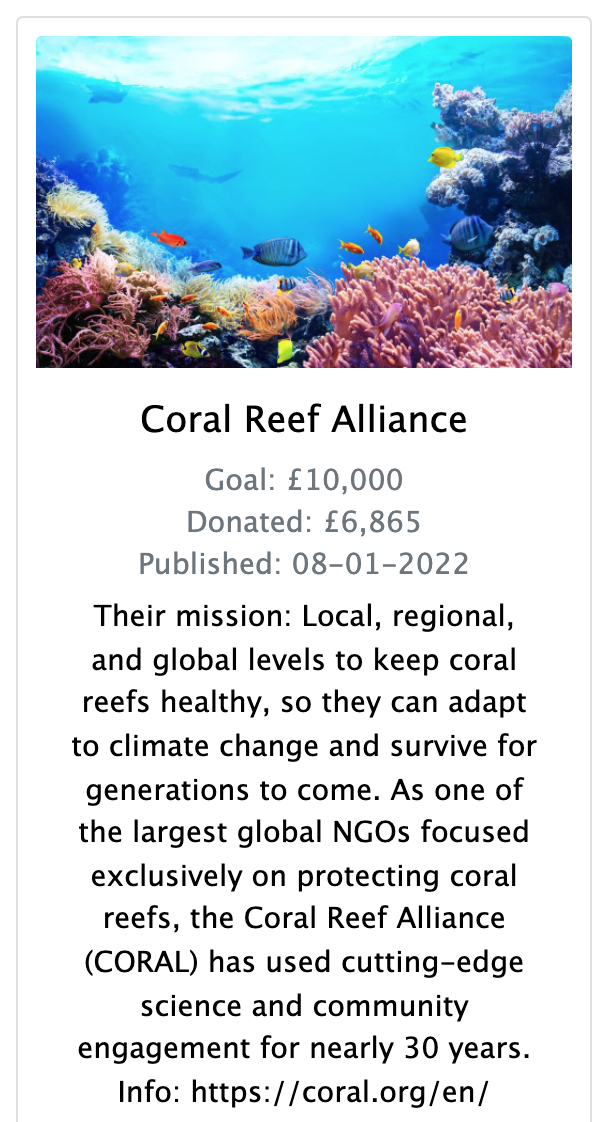 Coral Reef Alliance
Goal: £10,000
Donated: £6,865
Published: 08-01-2022
Their mission: Local, regional,
and global levels to keep coral
reefs healthy, so they can adapt
to climate change and survive for
generations to come. As one of
the largest global NGOs focused
exclusively on protecting coral
reefs, the Coral Reef Alliance
(CORAL) has used cutting-edge
science and community
engagement for nearly 30 years.
Info: https://coral.org/en/